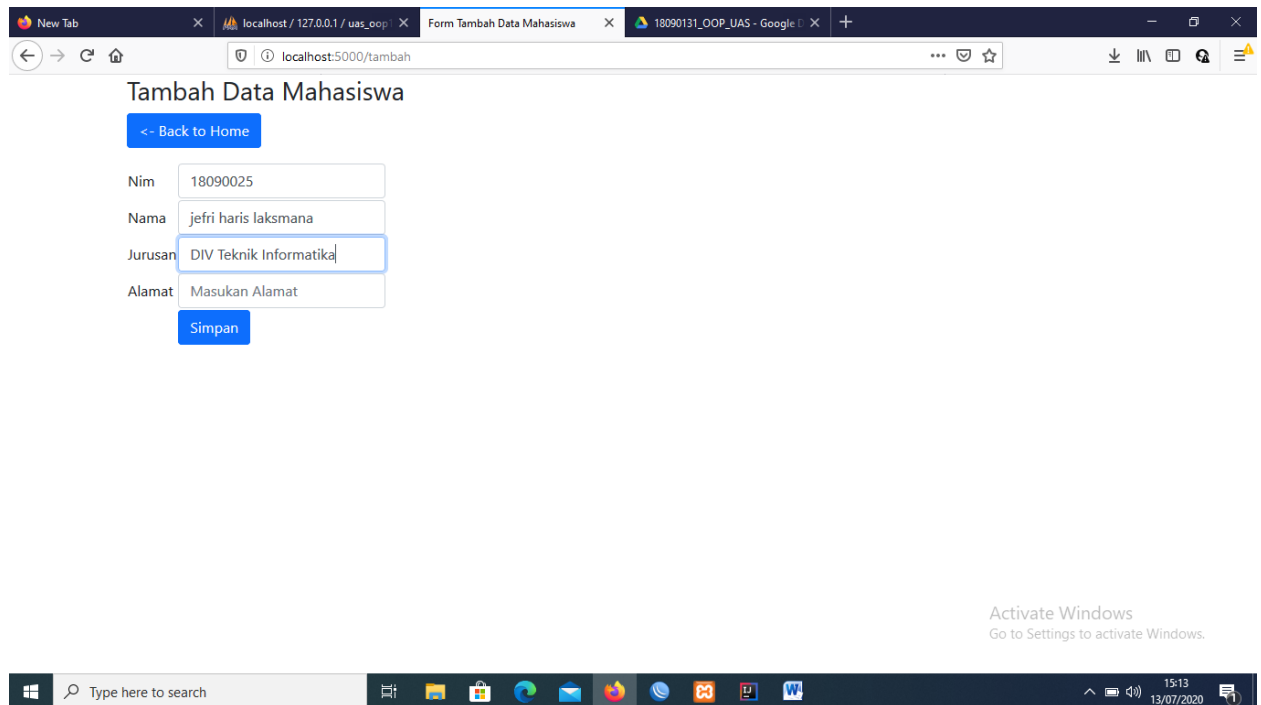 New Tab
localhost / 127.0.0.1 / uas_oop1
Form Tambah Data Mahasiswa
18090131_OOP_UAS - Google D
localhost:5000/tambah
Tambah Data Mahasiswa
<- Back to Home
Nim 18090025
Nama jefri haris laksmana
Jurusan DIV Teknik Informatika
Alamat Masukan Alamat
Simpan
Activate Windows
Go to Settings to activate Windows.
Type here to search
15:13
13/07/2020
1